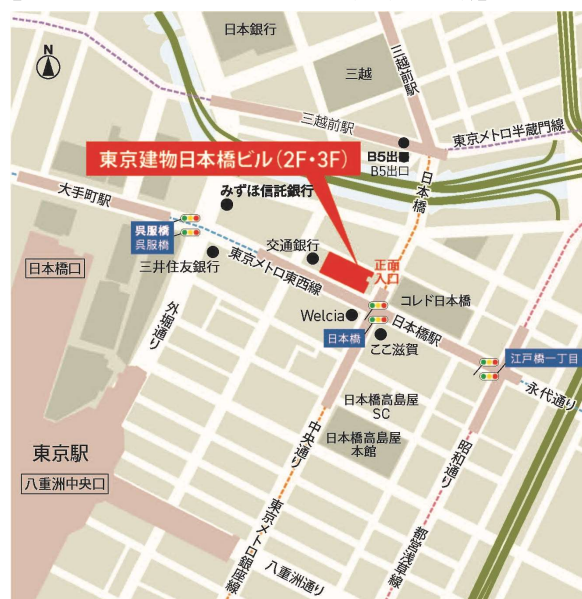 日本銀行
三越
三越前駅
N
三越前駅
東京メトロ半蔵門線
B5出口
B5出口
東京建物日本橋ビル（2F・3F）
日本橋
大手町駅
みずほ信託銀行
呉服橋
呉服橋
交通銀行
正面
入口
日本橋口
三井住友銀行
東京メトロ東西線
コレド日本橋
外堀通り
Welcia
日本橋
日本橋駅
ここ滋賀
江戸橋一丁目
永代通り
日本橋高島屋
SC
日本橋高島屋
本館
中央通り
昭和通り
東京駅
八重洲中央口
東京メトロ銀座線
都営浅草線
八重洲通り